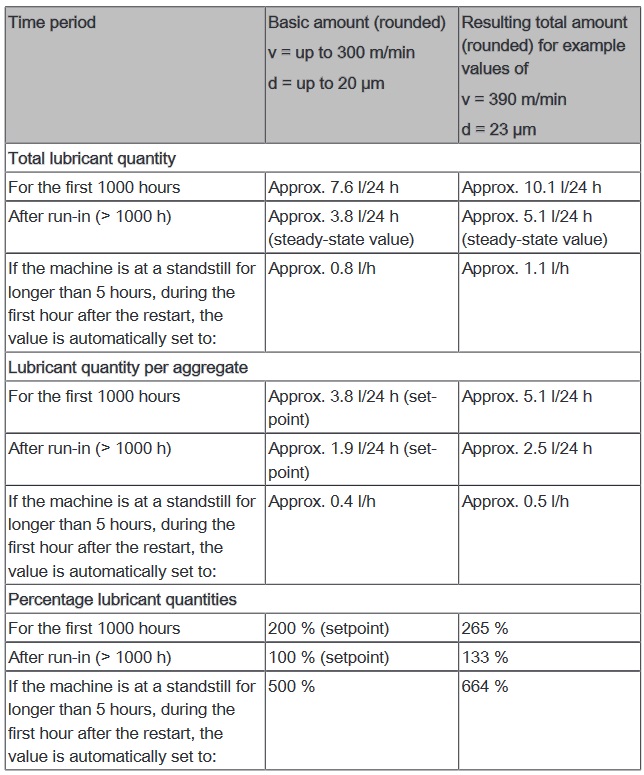 Time period
Basic amount (rounded)
v = up to 300 m/min
d = up to 20 µm
Resulting total amount
(rounded) for example
values of
v = 390 m/min
d = 23 µm
Total lubricant quantity
For the first 1000 hours
Approx. 7.6 l/24 h
Approx. 10.1 l/24 h
After run-in (> 1000 h)
Approx. 3.8 l/24 h
(steady-state value)
Approx. 5.1 l/24 h
(steady-state value)
If the machine is at a standstill for
longer than 5 hours, during the
first hour after the restart, the
value is automatically set to:
Approx. 0.8 l/h
Approx. 1.1 l/h
Lubricant quantity per aggregate
For the first 1000 hours
Approx. 3.8 l/24 h (set-
point)
Approx. 5.1 l/24 h
After run-in (> 1000 h)
Approx. 1.9 l/24 h (set-
point)
Approx. 2.5 l/24 h
If the machine is at a standstill for
longer than 5 hours, during the
first hour after the restart, the
value is automatically set to:
Approx. 0.4 l/h
Approx. 0.5 l/h
Percentage lubricant quantities
For the first 1000 hours
200 % (setpoint)
265 %
After run-in (> 1000 h)
100 % (setpoint)
133 %
If the machine is at a standstill for
longer than 5 hours, during the
first hour after the restart, the
value is automatically set to:
500 %
664 %